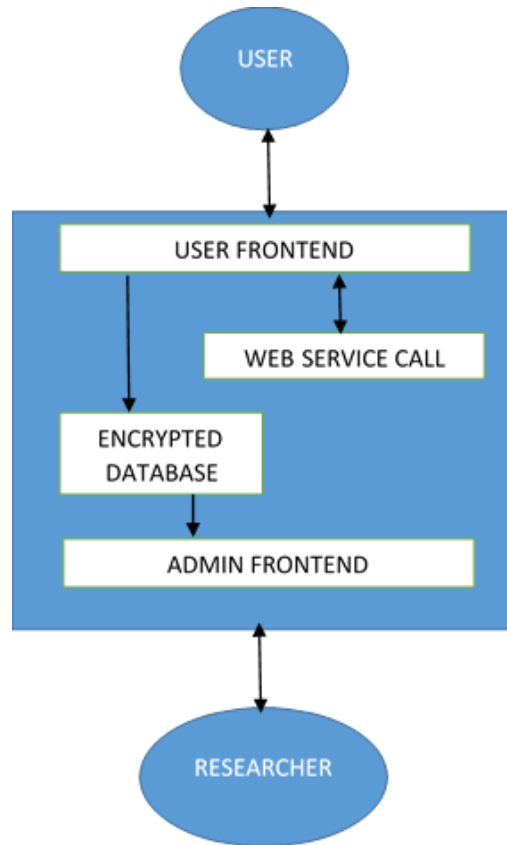 USER
USER FRONTEND
WEB SERVICE CALL
ENCRYPTED
DATABASE
ADMIN FRONTEND
RESEARCHER